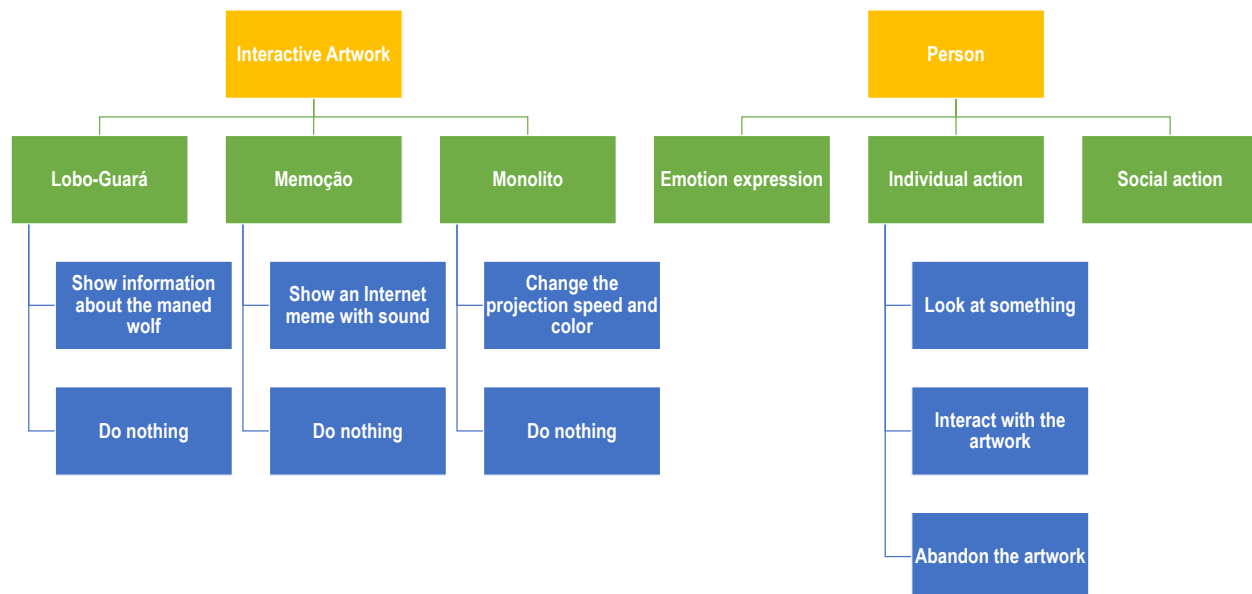 Interactive Artwork
Person
Lobo-Guará
Memoção
Monolito
Emotion expression
Individual action
Social action
Show information
about the maned
wolf
Show an Internet
meme with sound
Change the
projection speed and
color
Look at something
Do nothing
Do nothing
Do nothing
Interact with the
artwork
Abandon the artwork